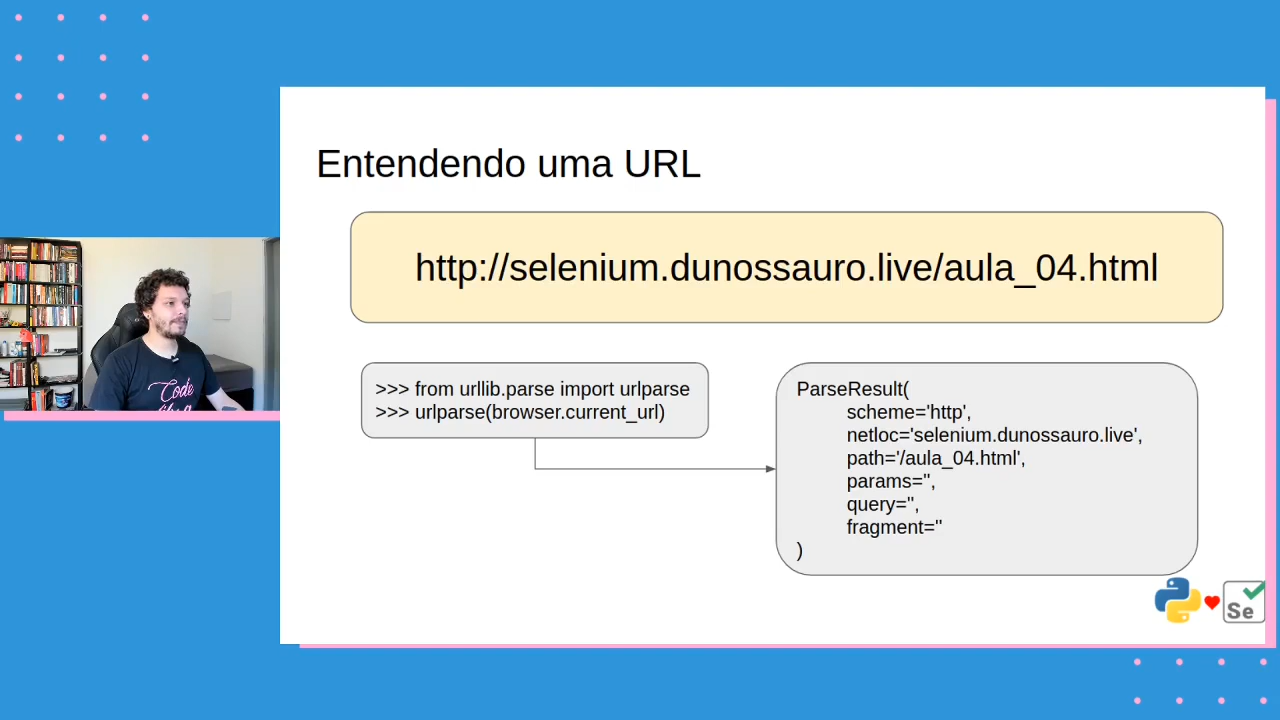 Entendendo uma URL
http://selenium.dunossauro.live/aula_04.html
>>> from urllib.parse import urlparse
>>> urlparse(browser.current_url)
ParseResult(
scheme='http',
netloc='selenium.dunossauro.live',
path='/aula_04.html',
params='',
query='',
fragment=''
)
Code
Se